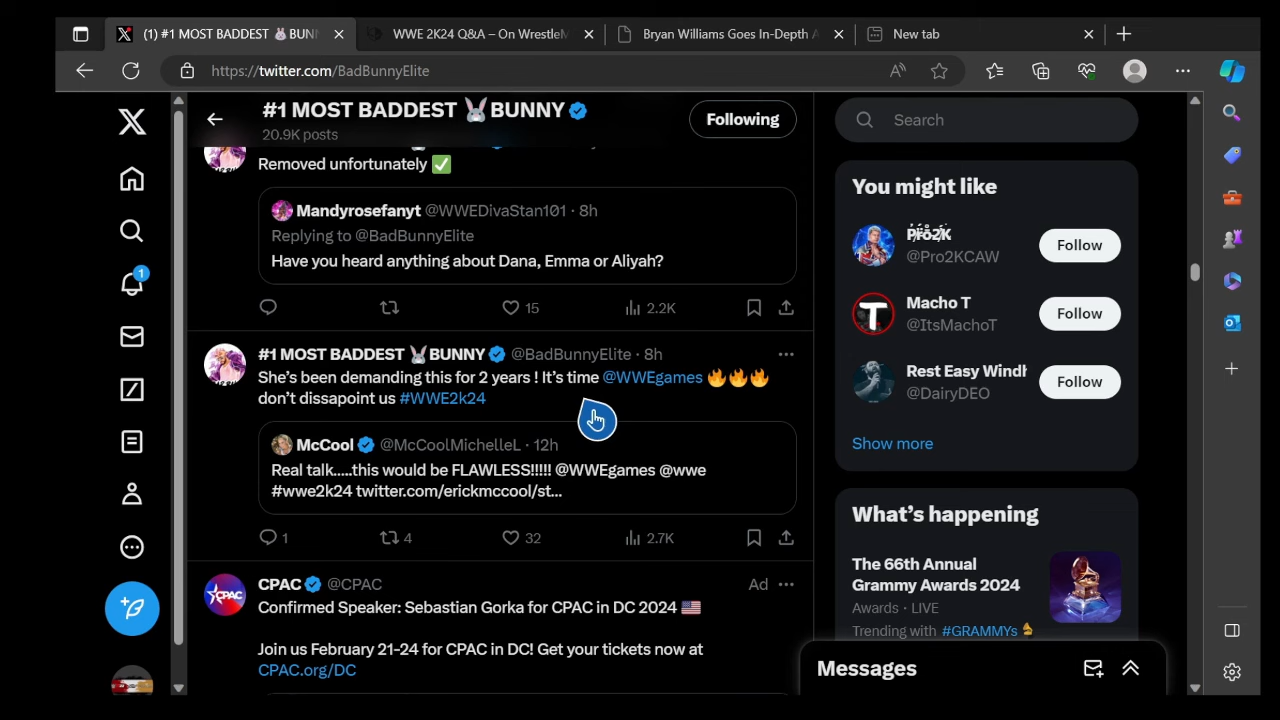 (1) #1 MOST BADDEST 🐰BUNN
WWE 2K24 Q&A – On WrestleM
Bryan Williams Goes In-Depth A
New tab
https://twitter.com/BadBunnyElite
#1 MOST BADDEST 🐰BUNNY
20.9K posts
Following
Removed unfortunately ✅
Mandyrosefanyt @WWEDivaStan101 · 8h
Replying to @BadBunnyElite
Have you heard anything about Dana, Emma or Aliyah?
15 2.2K
#1 MOST BADDEST 🐰BUNNY @BadBunnyElite · 8h
She's been demanding this for 2 years ! It's time @WWEgames 🔥🔥🔥
don't dissapoint us #WWE2k24
McCool @McCoolMichelleL · 12h
Real talk.....this would be FLAWLESS!!!!! @WWEgames @wwe
#wwe2k24 twitter.com/erickmccool/st...
1 4 32 2.7K
CPAC @CPAC Ad
Confirmed Speaker: Sebastian Gorka for CPAC in DC 2024 🇺🇸
Join us February 21-24 for CPAC in DC! Get your tickets now at
CPAC.org/DC
1
CPAC
Search
You might like
@Pro2KCAW
Follow
Macho T
@ItsMachoT
Follow
Rest Easy Windh
@DairyDEO
Follow
Show more
What's happening
The 66th Annual
Grammy Awards 2024
Awards · LIVE
Trending with #GRAMMYs
Messages